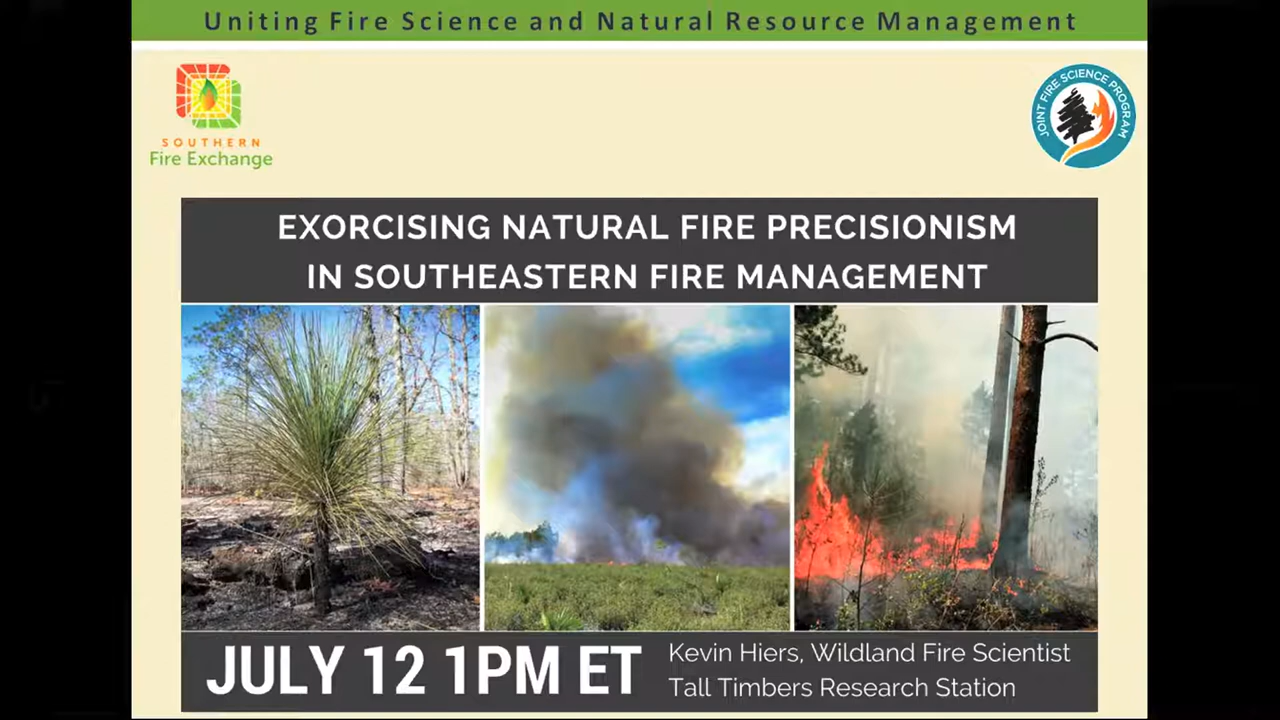 Uniting Fire Science and Natural Resource Management
SOUTHERN
Fire Exchange
JOINT FIRE SCIENCE PROGRAM
EXORCISING NATURAL FIRE PRECISIONISM
IN SOUTHEASTERN FIRE MANAGEMENT
JULY 12 1PM ET
Kevin Hiers, Wildland Fire Scientist
Tall Timbers Research Station